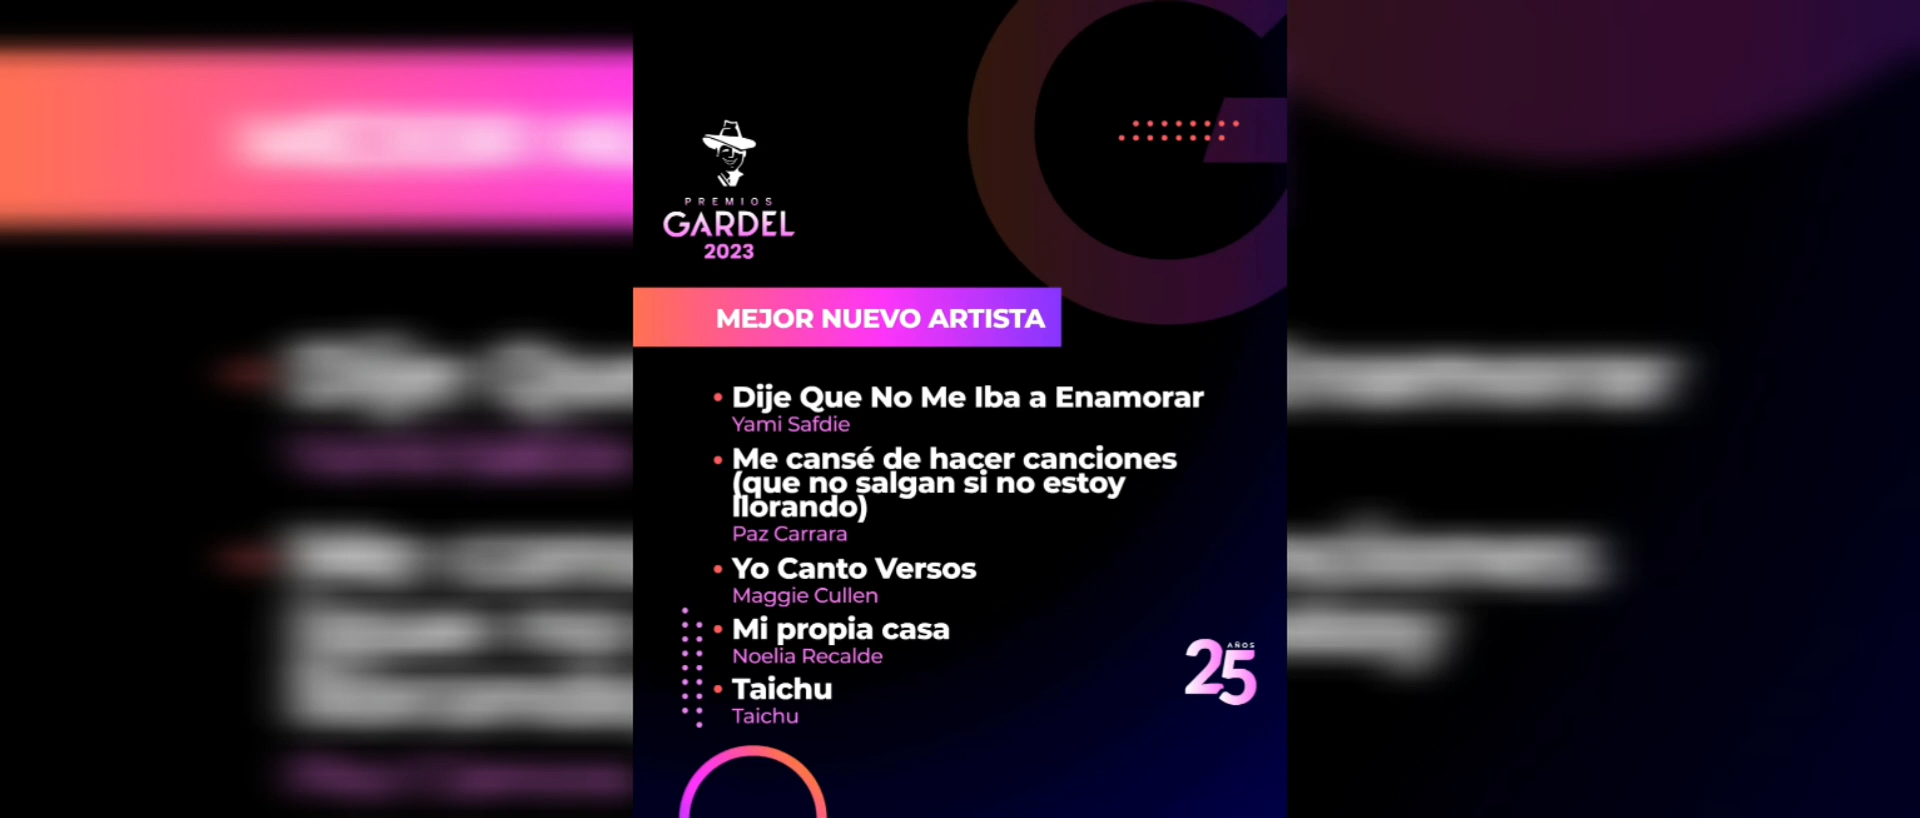 PREMIOS
GARDEL
2023
MEJOR NUEVO ARTISTA
• Dije Que No Me Iba a Enamorar
Yami Safdie
• Me cansé de hacer canciones
(que no salgan si no estoy
llorando)
Paz Carrara
• Yo Canto Versos
Maggie Cullen
• Mi propia casa
Noelia Recalde
• Taichu
Taichu
25
AÑOS